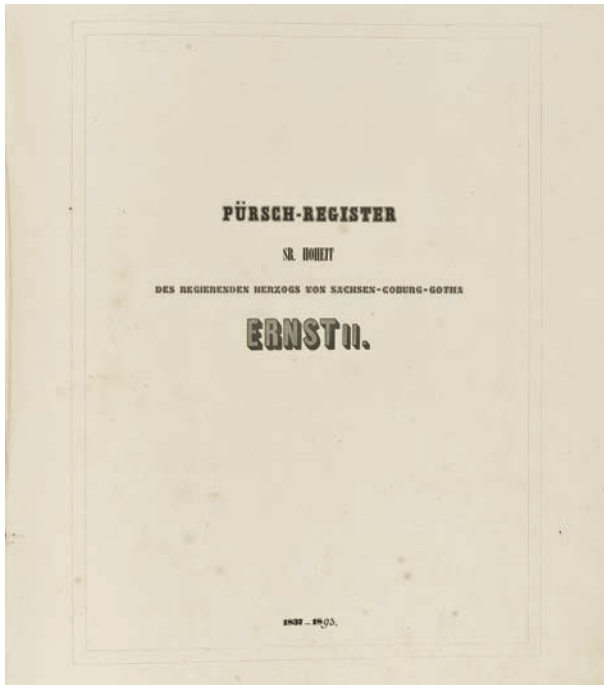 PÜRSCH-REGISTER
SR. HOHEIT
DES REGIERENDEN HERZOGS VON SACHSEN-COBURG-GOTHA
ERNST II.
1837 – 1893.